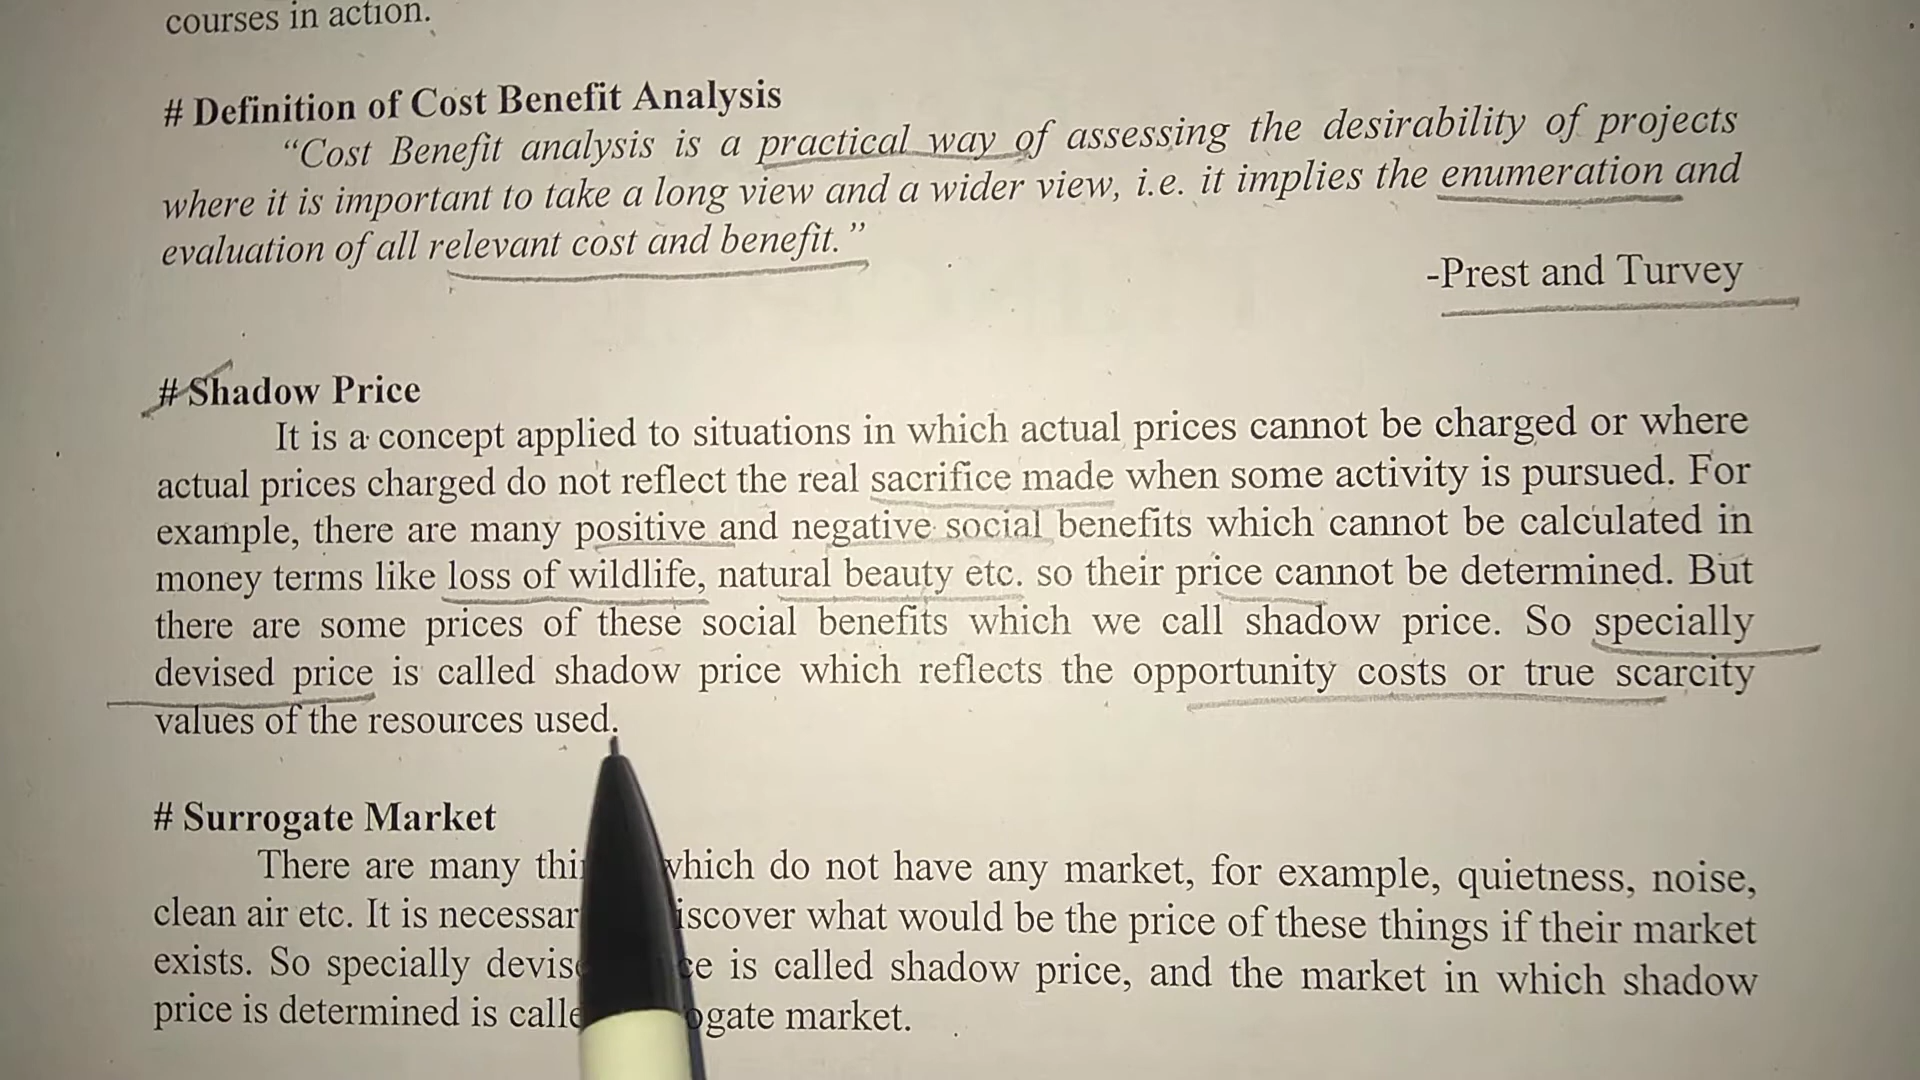 courses in action.
# Definition of Cost Benefit Analysis
“Cost Benefit analysis is a practical way of assessing the desirability of projects
where it is important to take a long view and a wider view, i.e. it implies the enumeration and
evaluation of all relevant cost and benefit.”
-Prest and Turvey
# Shadow Price
It is a concept applied to situations in which actual prices cannot be charged or where
actual prices charged do not reflect the real sacrifice made when some activity is pursued. For
example, there are many positive and negative social benefits which cannot be calculated in
money terms like loss of wildlife, natural beauty etc. so their price cannot be determined. But
there are some prices of these social benefits which we call shadow price. So specially
devised price is called shadow price which reflects the opportunity costs or true scarcity
values of the resources used.
# Surrogate Market
There are many which do not have any market, for example, quietness, noise,
clean air etc. It is what would be the price of these things if their market
exists. So specially is called shadow price, and the market in which shadow
price is determined is market.